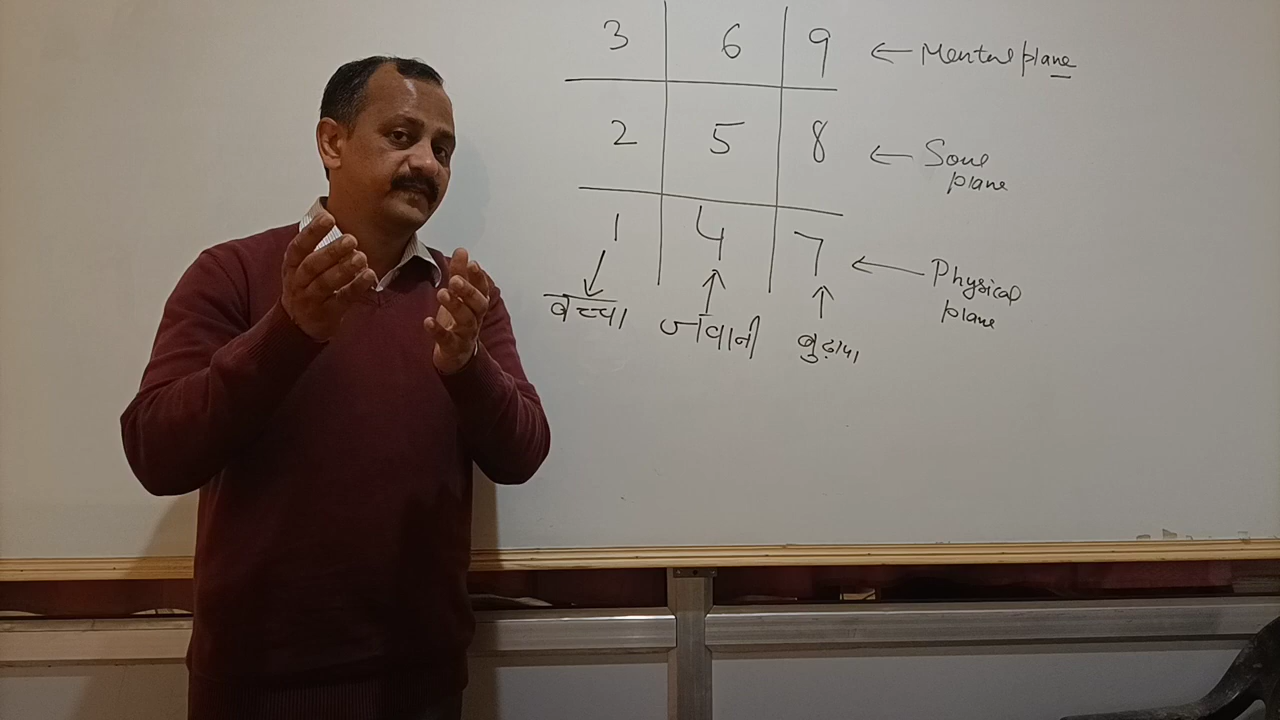 3 6 9 ← Mental plane
2 5 8 ← Soul
plane
1 4 7 ← Physical
plane
बच्चा जवानी बुढ़ापा